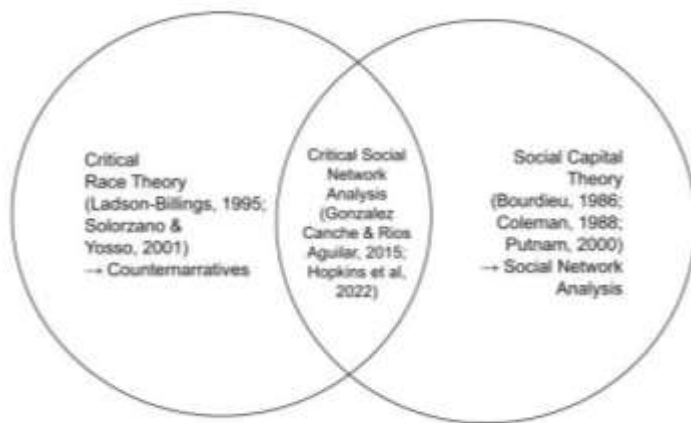 Critical
Race Theory
(Ladson-Billings, 1995;
Solorzano &
Yosso, 2001)
→ Counternarratives
Critical Social
Network
Analysis
(Gonzalez
Canche & Rios
Aguilar, 2015;
Hopkins et al,
2022)
Social Capital
Theory
(Bourdieu, 1986;
Coleman, 1988;
Putnam, 2000)
→ Social Network
Analysis